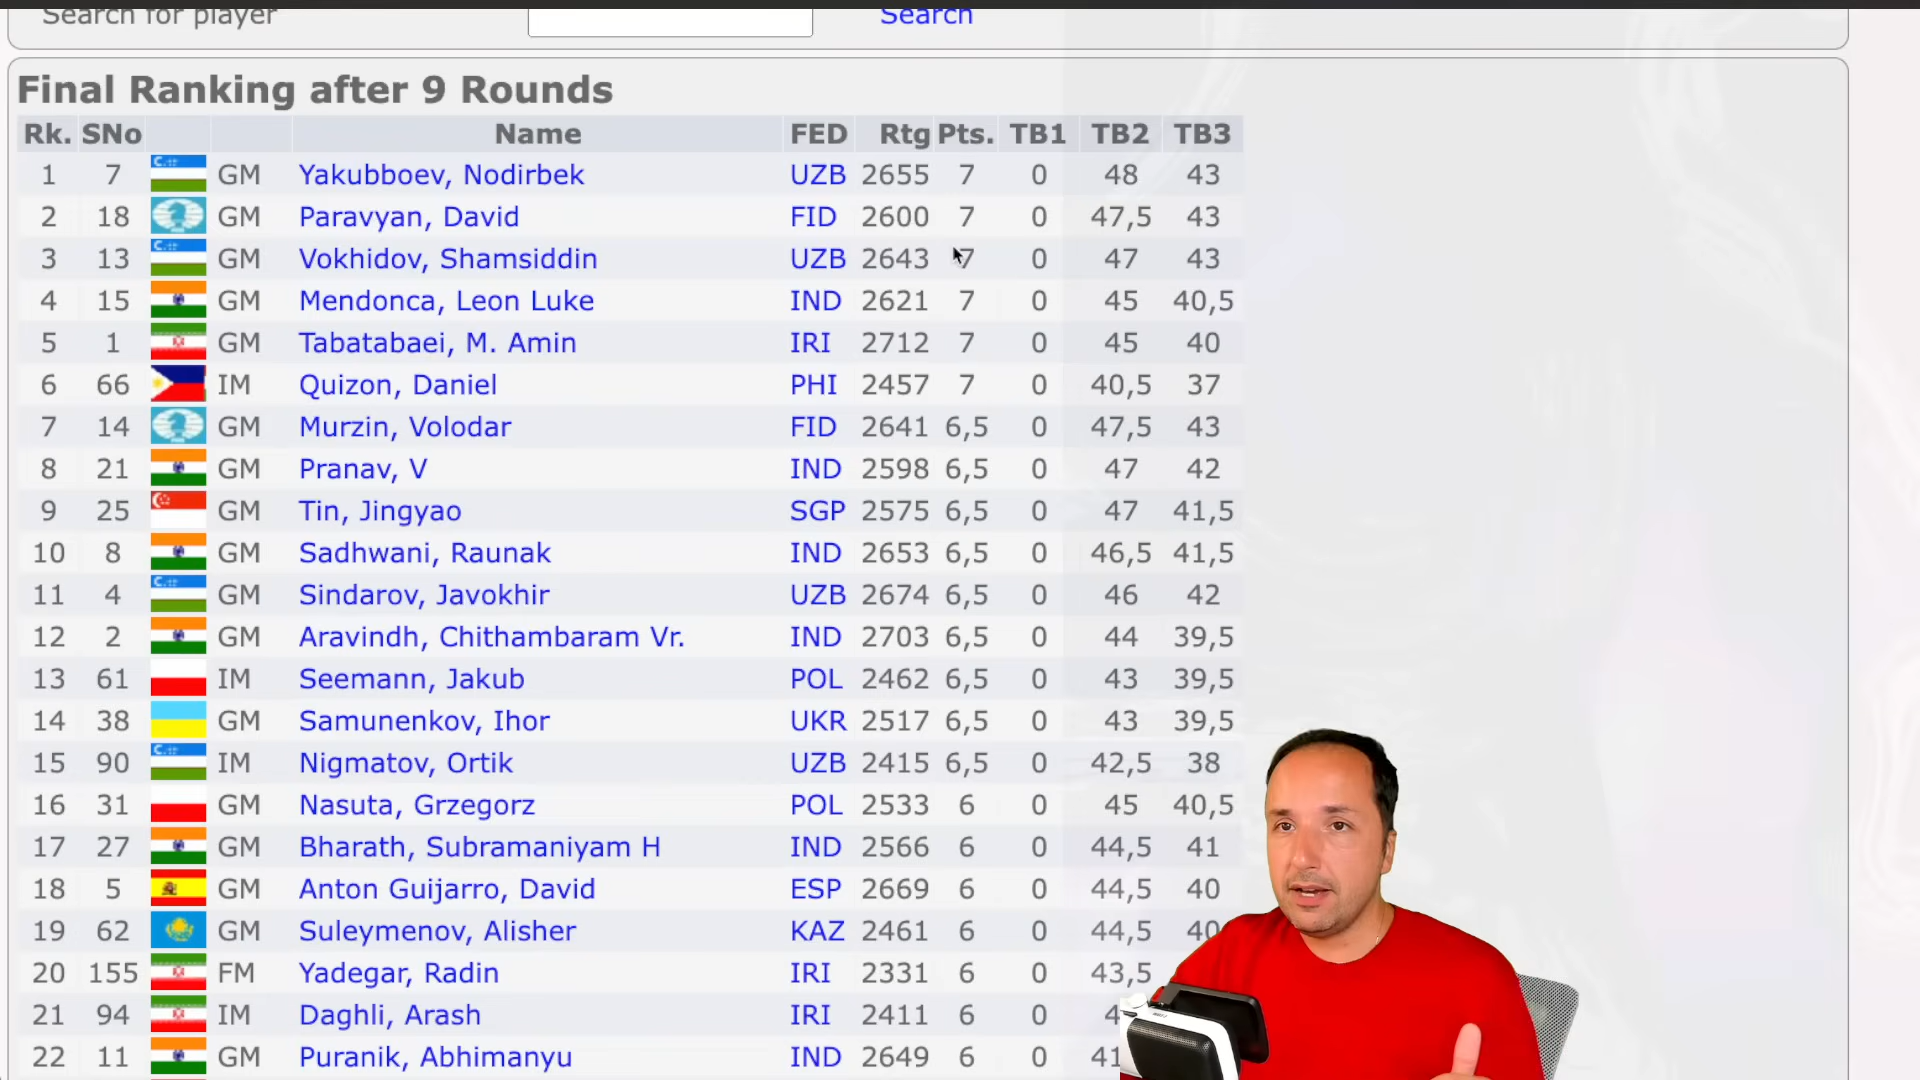 Search for player Search
Final Ranking after 9 Rounds
Rk. SNo Name FED Rtg Pts. TB1 TB2 TB3
1 7 GM Yakubboev, Nodirbek UZB 2655 7 0 48 43
2 18 GM Paravyan, David FID 2600 7 0 47,5 43
3 13 GM Vokhidov, Shamsiddin UZB 2643 7 0 47 43
4 15 GM Mendonca, Leon Luke IND 2621 7 0 45 40,5
5 1 GM Tabatabaei, M. Amin IRI 2712 7 0 45 40
6 66 IM Quizon, Daniel PHI 2457 7 0 40,5 37
7 14 GM Murzin, Volodar FID 2641 6,5 0 47,5 43
8 21 GM Pranav, V IND 2598 6,5 0 47 42
9 25 GM Tin, Jingyao SGP 2575 6,5 0 47 41,5
10 8 GM Sadhwani, Raunak IND 2653 6,5 0 46,5 41,5
11 4 GM Sindarov, Javokhir UZB 2674 6,5 0 46 42
12 2 GM Aravindh, Chithambaram Vr. IND 2703 6,5 0 44 39,5
13 61 IM Seemann, Jakub POL 2462 6,5 0 43 39,5
14 38 GM Samunenkov, Ihor UKR 2517 6,5 0 43 39,5
15 90 IM Nigmatov, Ortik UZB 2415 6,5 0 42,5 38
16 31 GM Nasuta, Grzegorz POL 2533 6 0 45 40,5
17 27 GM Bharath, Subramaniyam H IND 2566 6 0 44,5 41
18 5 GM Anton Guijarro, David ESP 2669 6 0 44,5 40
19 62 GM Suleymenov, Alisher KAZ 2461 6 0 44,5 40
20 155 FM Yadegar, Radin IRI 2331 6 0 43,5
21 94 IM Daghli, Arash IRI 2411 6 0
22 11 GM Puranik, Abhimanyu IND 2649 6 0 41